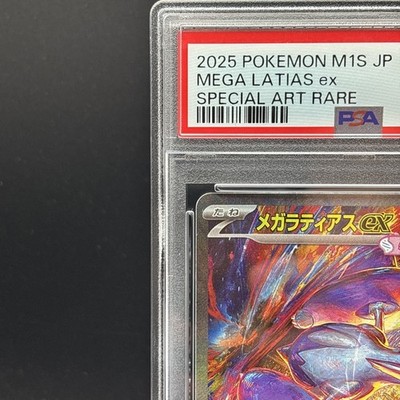 2025 POKEMON M1S JP
MEGA LATIAS ex
SPECIAL ART RARE
PSA
たね
メガラティアスex